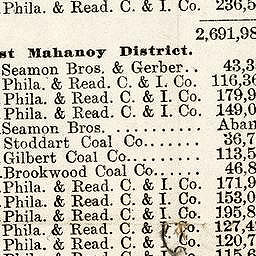 Phila. & Read. C. & I. Co. 236,5
2,691,98
st Mahanoy District.
Seamon Bros. & Gerber.. 43,3
Phila. & Read. C. & I. Co. 116,36
Phila. & Read. C. & I. Co. 179,9
Phila. & Read. C. & I. Co. 149,0
Seamon Bros. ........... Aban
Stoddart Coal Co........ 36,7
Gilbert Coal Co.......... 113,5
Brookwood Coal Co...... 46,8
Phila. & Read. C. & I. Co. 171,9
Phila. & Read. C. & I. Co. 153,0
Phila. & Read. C. & I. Co. 195,8
Phila. & Read. C. & I. Co. 127,4
Phila. & Read. C. & I. Co. 120,7
Phila. & Read. C. & I. Co. 115,6